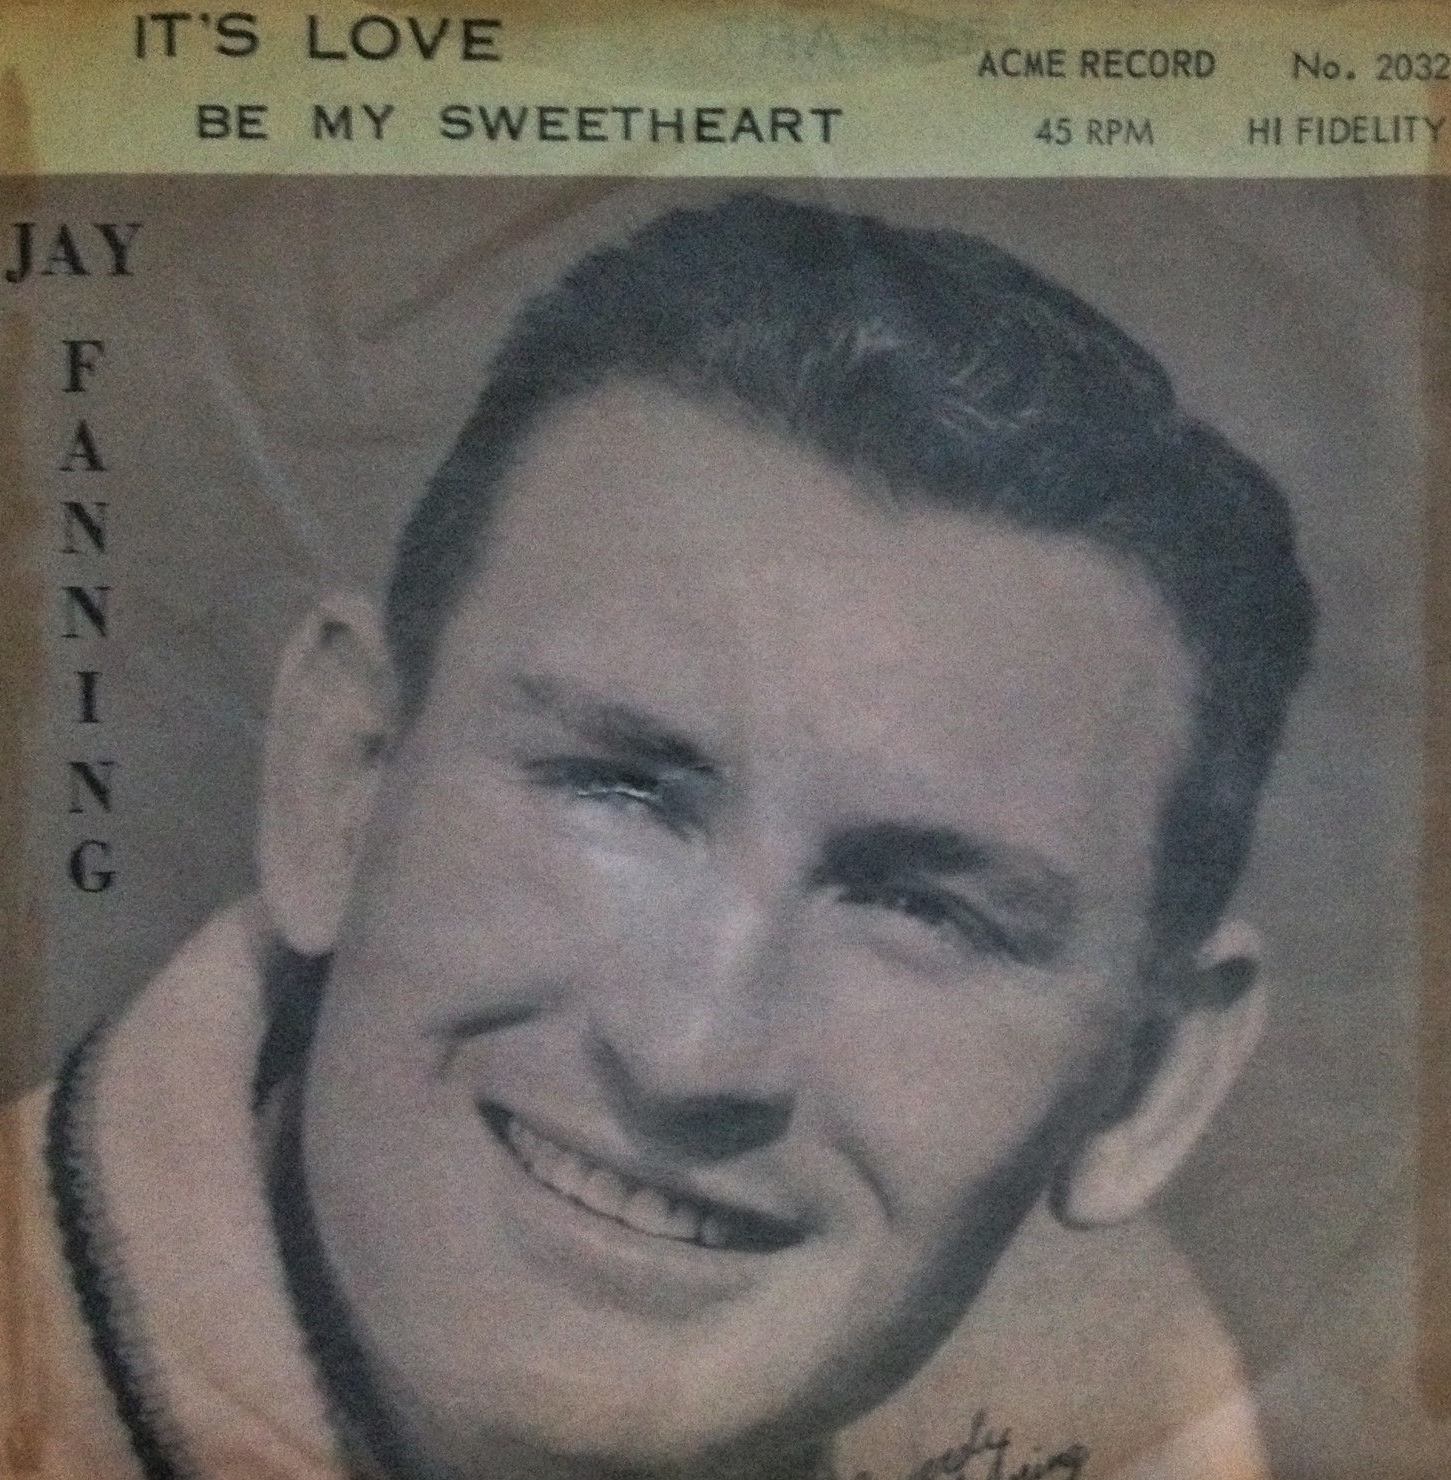 IT'S LOVE
BE MY SWEETHEART
ACME RECORD No. 2032
45 RPM HI FIDELITY
JAY
FANNING